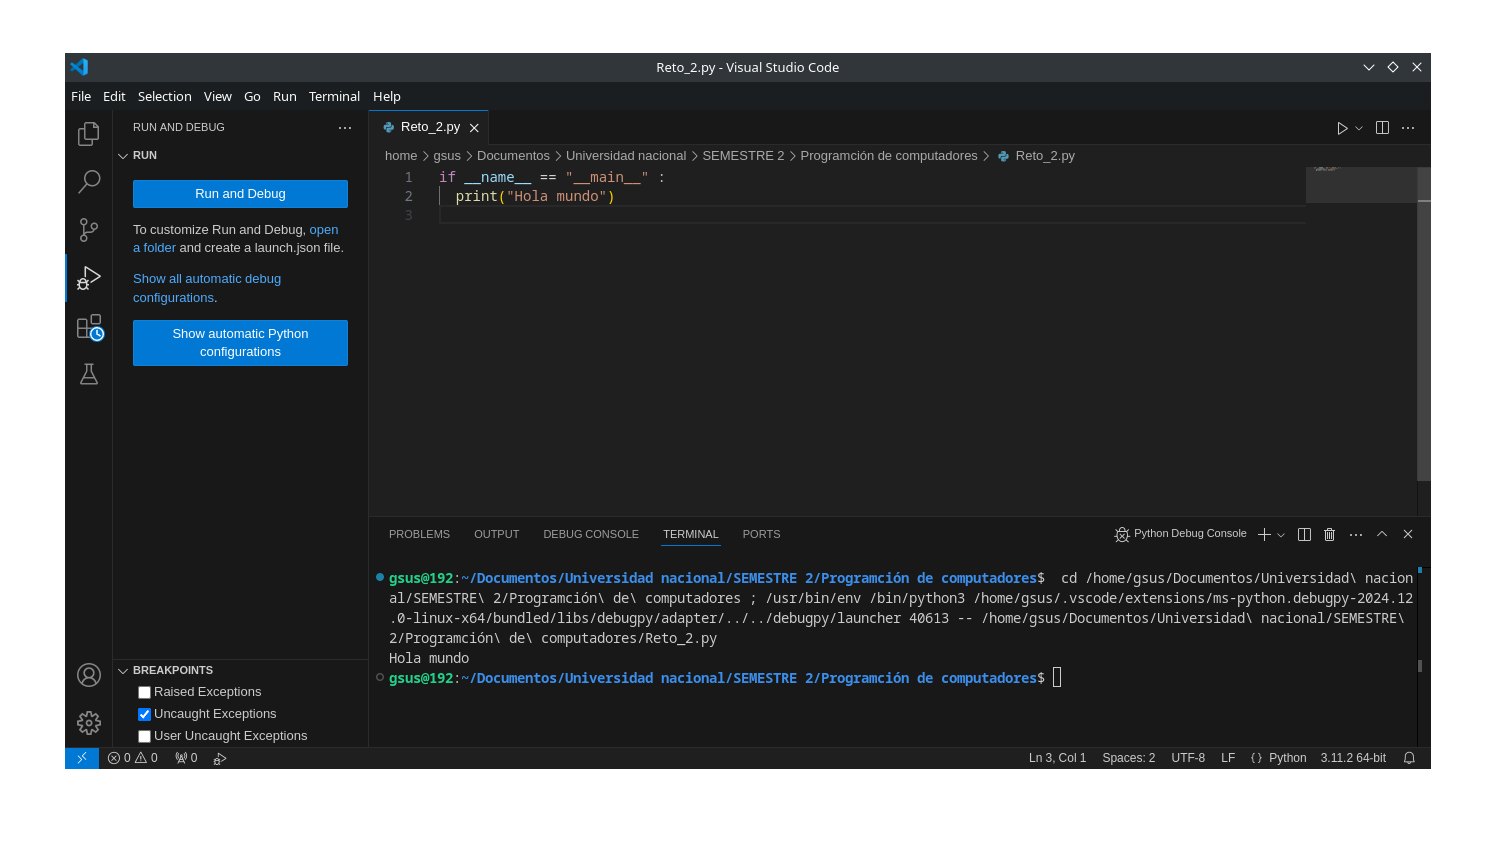 Reto_2.py - Visual Studio Code
File Edit Selection View Go Run Terminal Help
RUN AND DEBUG
RUN
Run and Debug
To customize Run and Debug, open
a folder and create a launch.json file.
Show all automatic debug
configurations.
Show automatic Python
configurations
BREAKPOINTS
Raised Exceptions
Uncaught Exceptions
User Uncaught Exceptions
Reto_2.py
home > gsus > Documentos > Universidad nacional > SEMESTRE 2 > Programción de computadores > Reto_2.py
1 if __name__ == "__main__" :
2 print("Hola mundo")
3
PROBLEMS OUTPUT DEBUG CONSOLE TERMINAL PORTS
Python Debug Console
gsus@192:~/Documentos/Universidad nacional/SEMESTRE 2/Programción de computadores$ cd /home/gsus/Documentos/Universidad\ nacion
al/SEMESTRE\ 2/Programción\ de\ computadores ; /usr/bin/env /bin/python3 /home/gsus/.vscode/extensions/ms-python.debugpy-2024.12
.0-linux-x64/bundled/libs/debugpy/adapter/../../debugpy/launcher 40613 -- /home/gsus/Documentos/Universidad\ nacional/SEMESTRE\
2/Programción\ de\ computadores/Reto_2.py
Hola mundo
gsus@192:~/Documentos/Universidad nacional/SEMESTRE 2/Programción de computadores$
0 0 0
Ln 3, Col 1 Spaces: 2 UTF-8 LF {} Python 3.11.2 64-bit